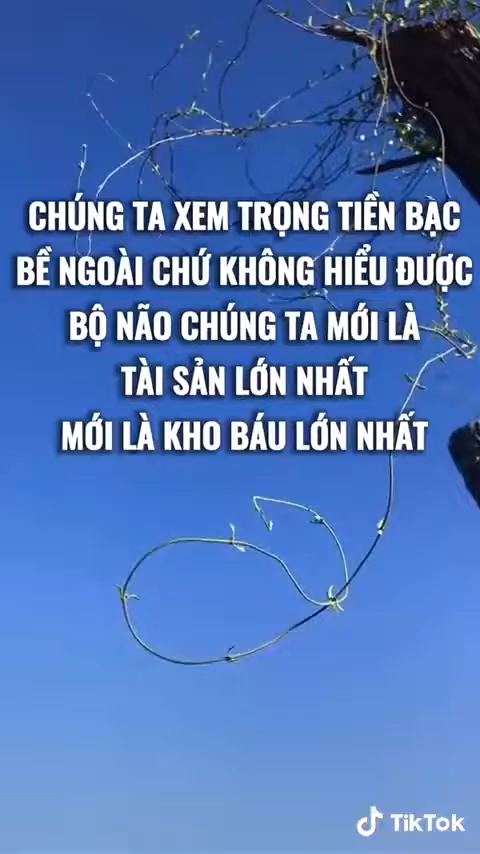 CHÚNG TA XEM TRỌNG TIỀN BẠC
BỀ NGOÀI CHỨ KHÔNG HIỂU ĐƯỢC
BỘ NÃO CHÚNG TA MỚI LÀ
TÀI SẢN LỚN NHẤT
MỚI LÀ KHO BÁU LỚN NHẤT
TikTok